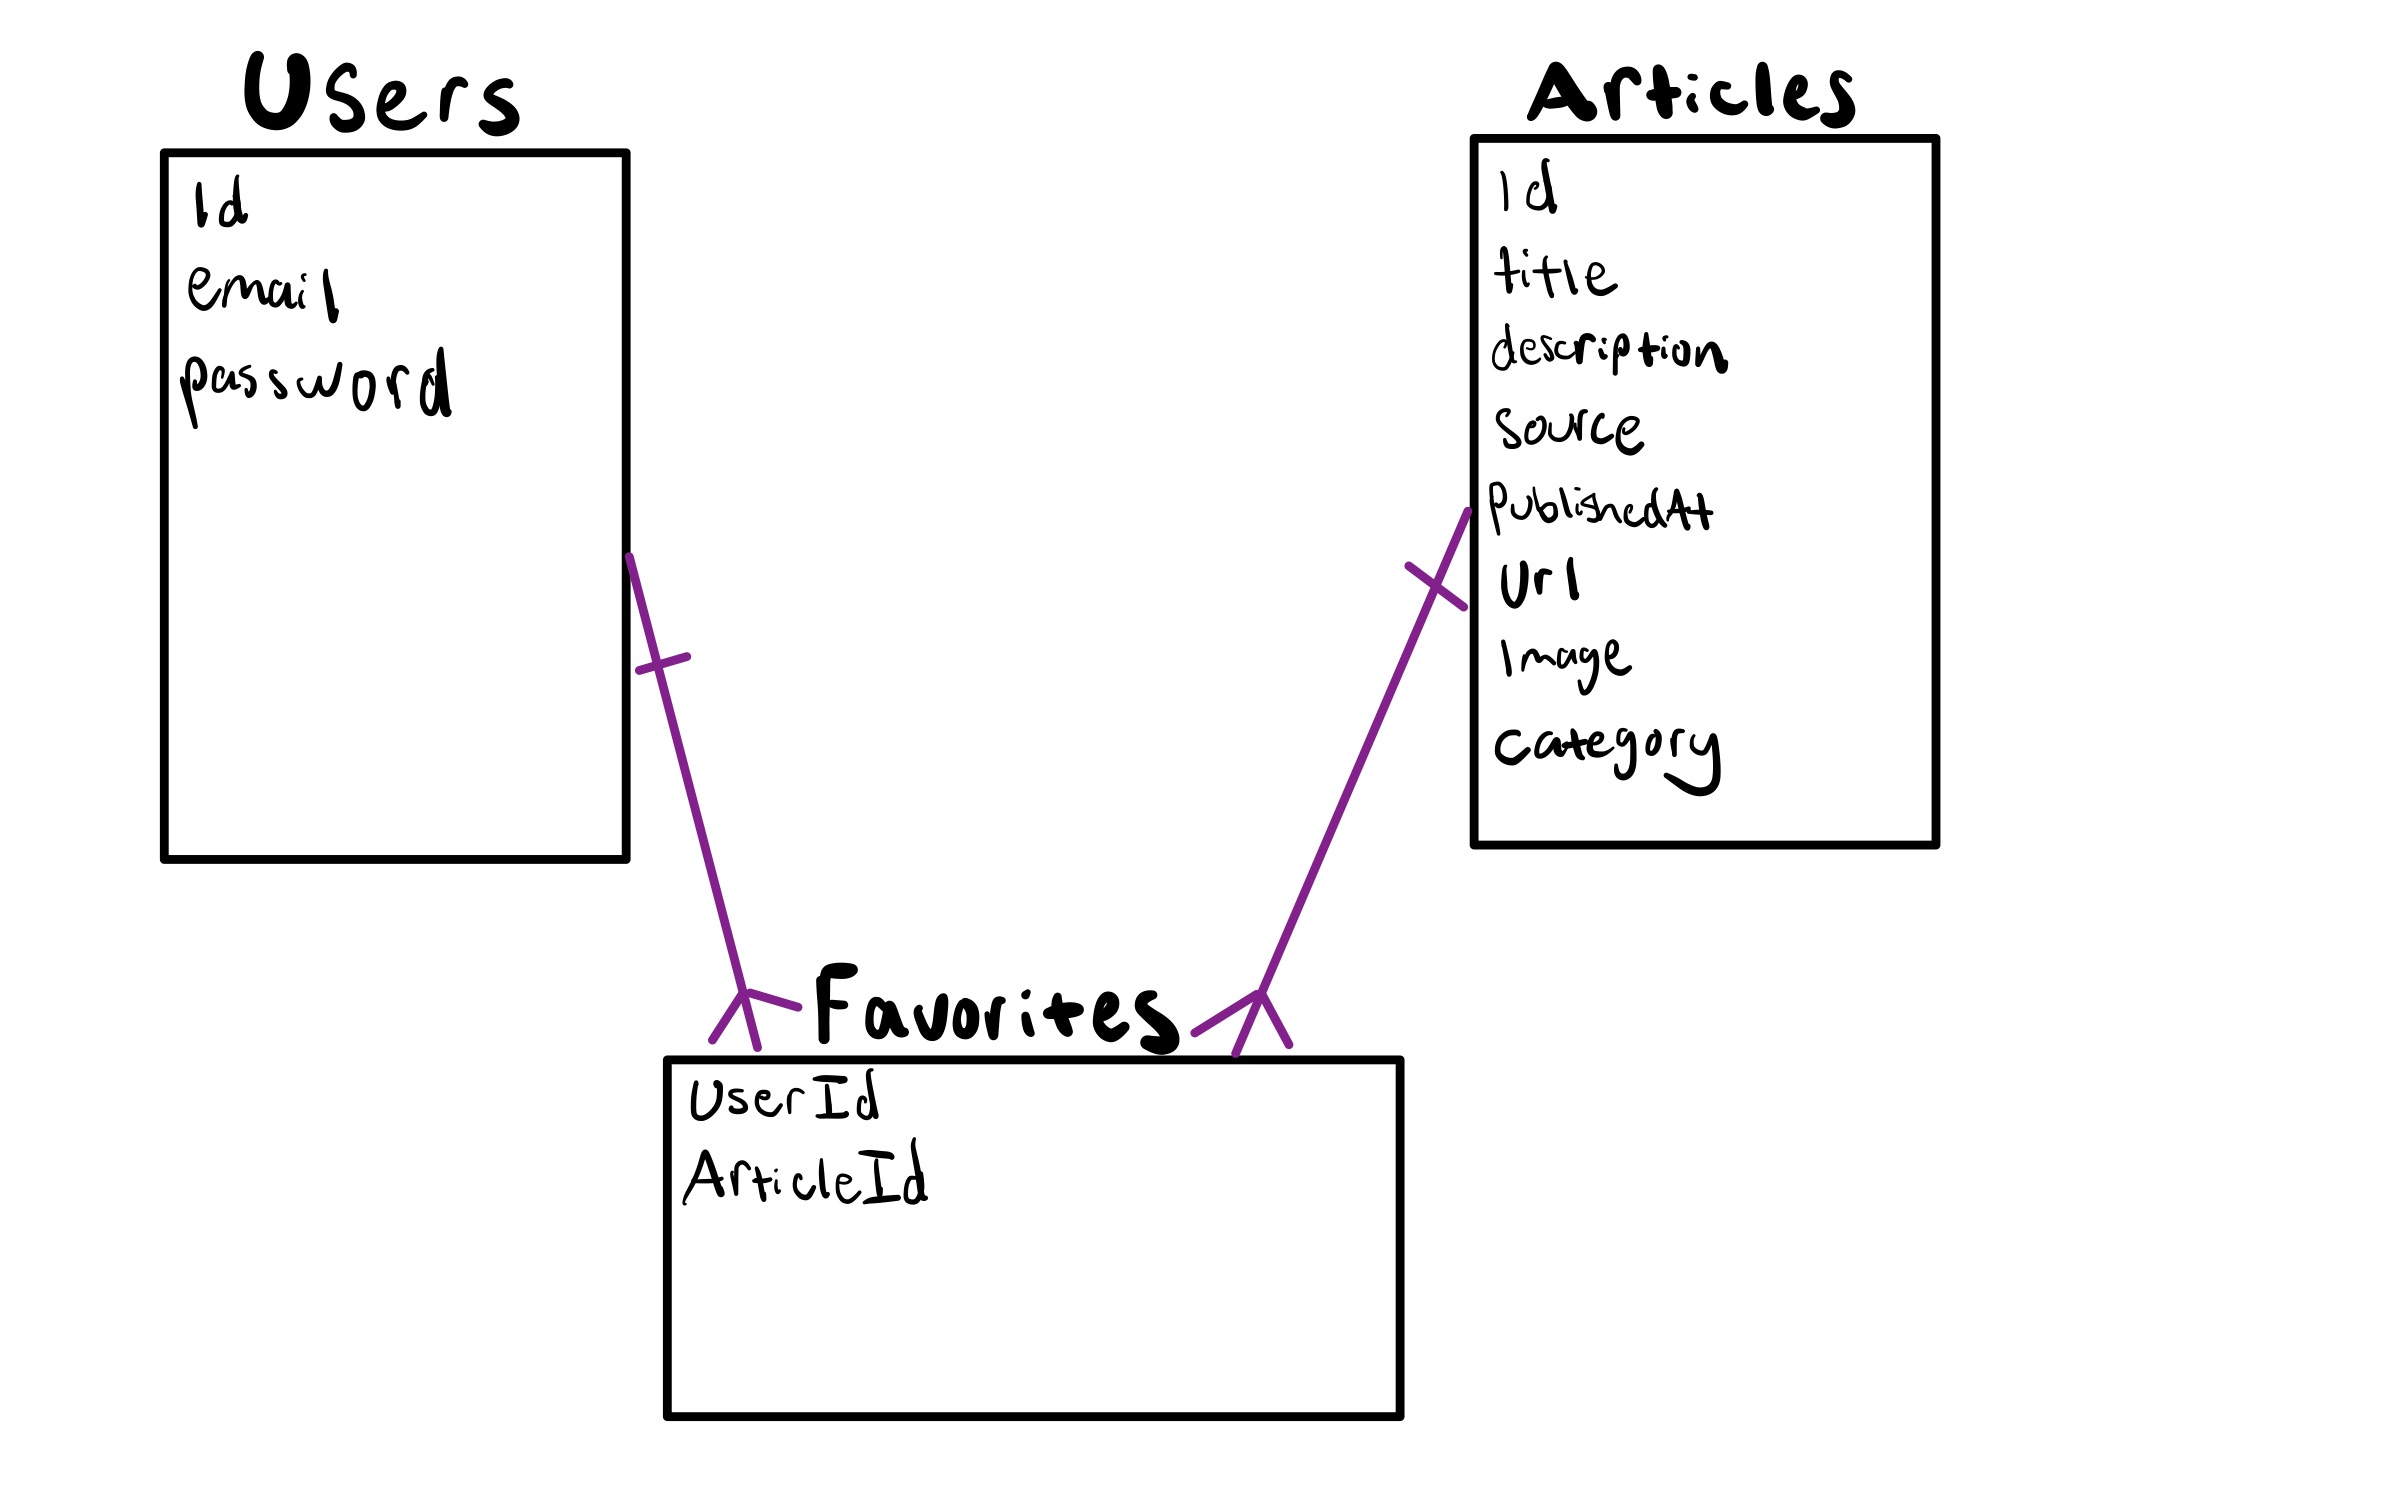 Users
Id
email
password
Articles
Id
title
description
source
publishedAt
Url
Image
category
Favorites
UserId
ArticleId